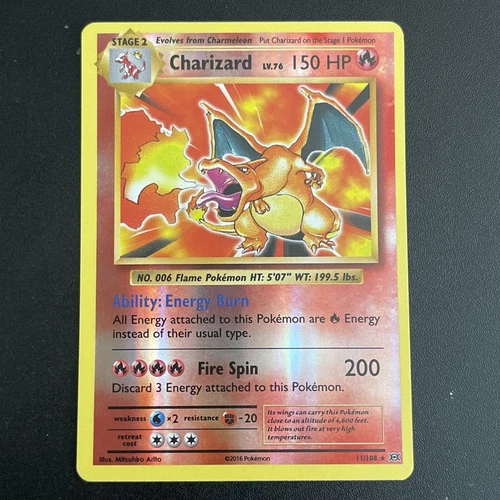 STAGE 2 Evolves from Charmeleon Put Charizard on the Stage 1 Pokémon
Charizard LV.76 150 HP
NO. 006 Flame Pokémon HT: 5'07" WT: 199.5 lbs.
Ability: Energy Burn
All Energy attached to this Pokémon are Energy
instead of their usual type.
Fire Spin 200
Discard 3 Energy attached to this Pokémon.
weakness ×2 resistance -20
retreat
cost
Its wings can carry this Pokémon
close to an altitude of 4,600 feet.
It blows out fire at very high
temperatures.
Illus. Mitsuhiro Arita ©2016 Pokémon 11/108 ★